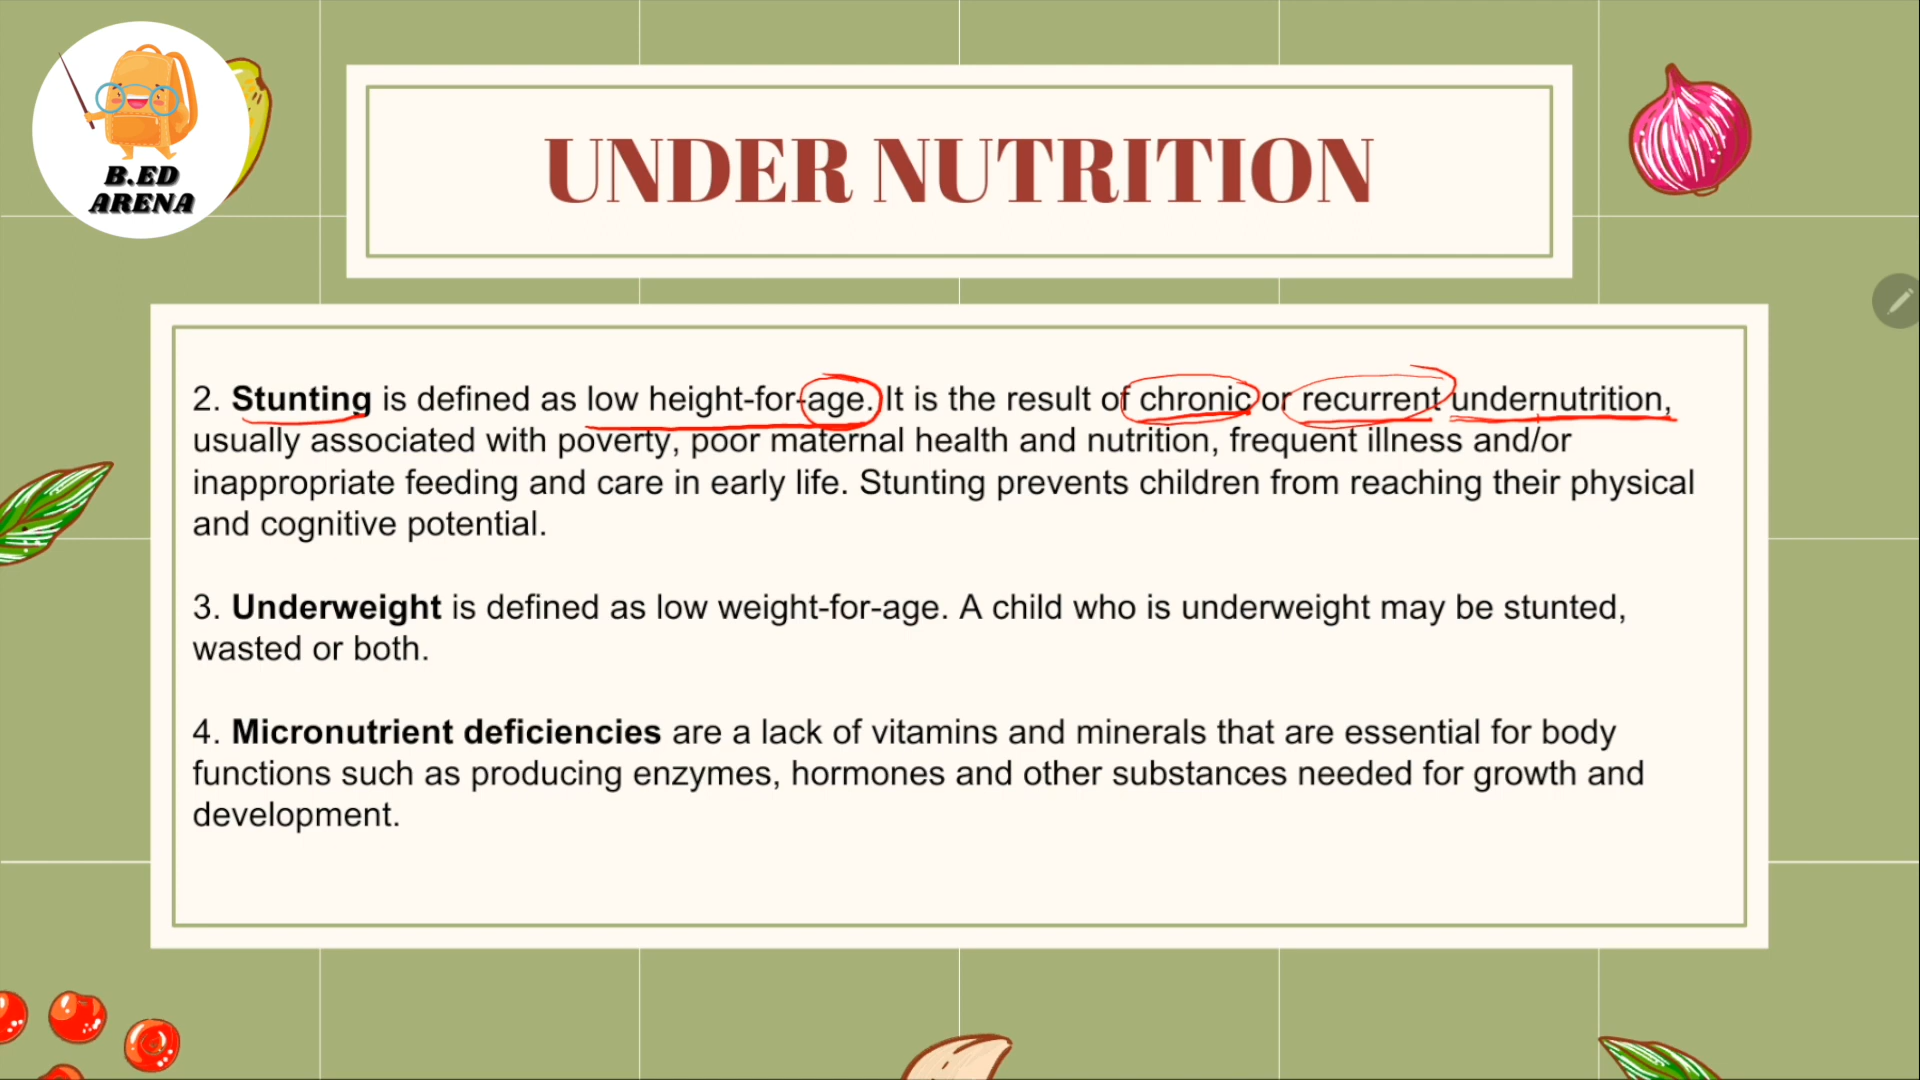 B.ED
ARENA
UNDER NUTRITION
2. Stunting is defined as low height-for-age. It is the result of chronic or recurrent undernutrition,
usually associated with poverty, poor maternal health and nutrition, frequent illness and/or
inappropriate feeding and care in early life. Stunting prevents children from reaching their physical
and cognitive potential.
3. Underweight is defined as low weight-for-age. A child who is underweight may be stunted,
wasted or both.
4. Micronutrient deficiencies are a lack of vitamins and minerals that are essential for body
functions such as producing enzymes, hormones and other substances needed for growth and
development.